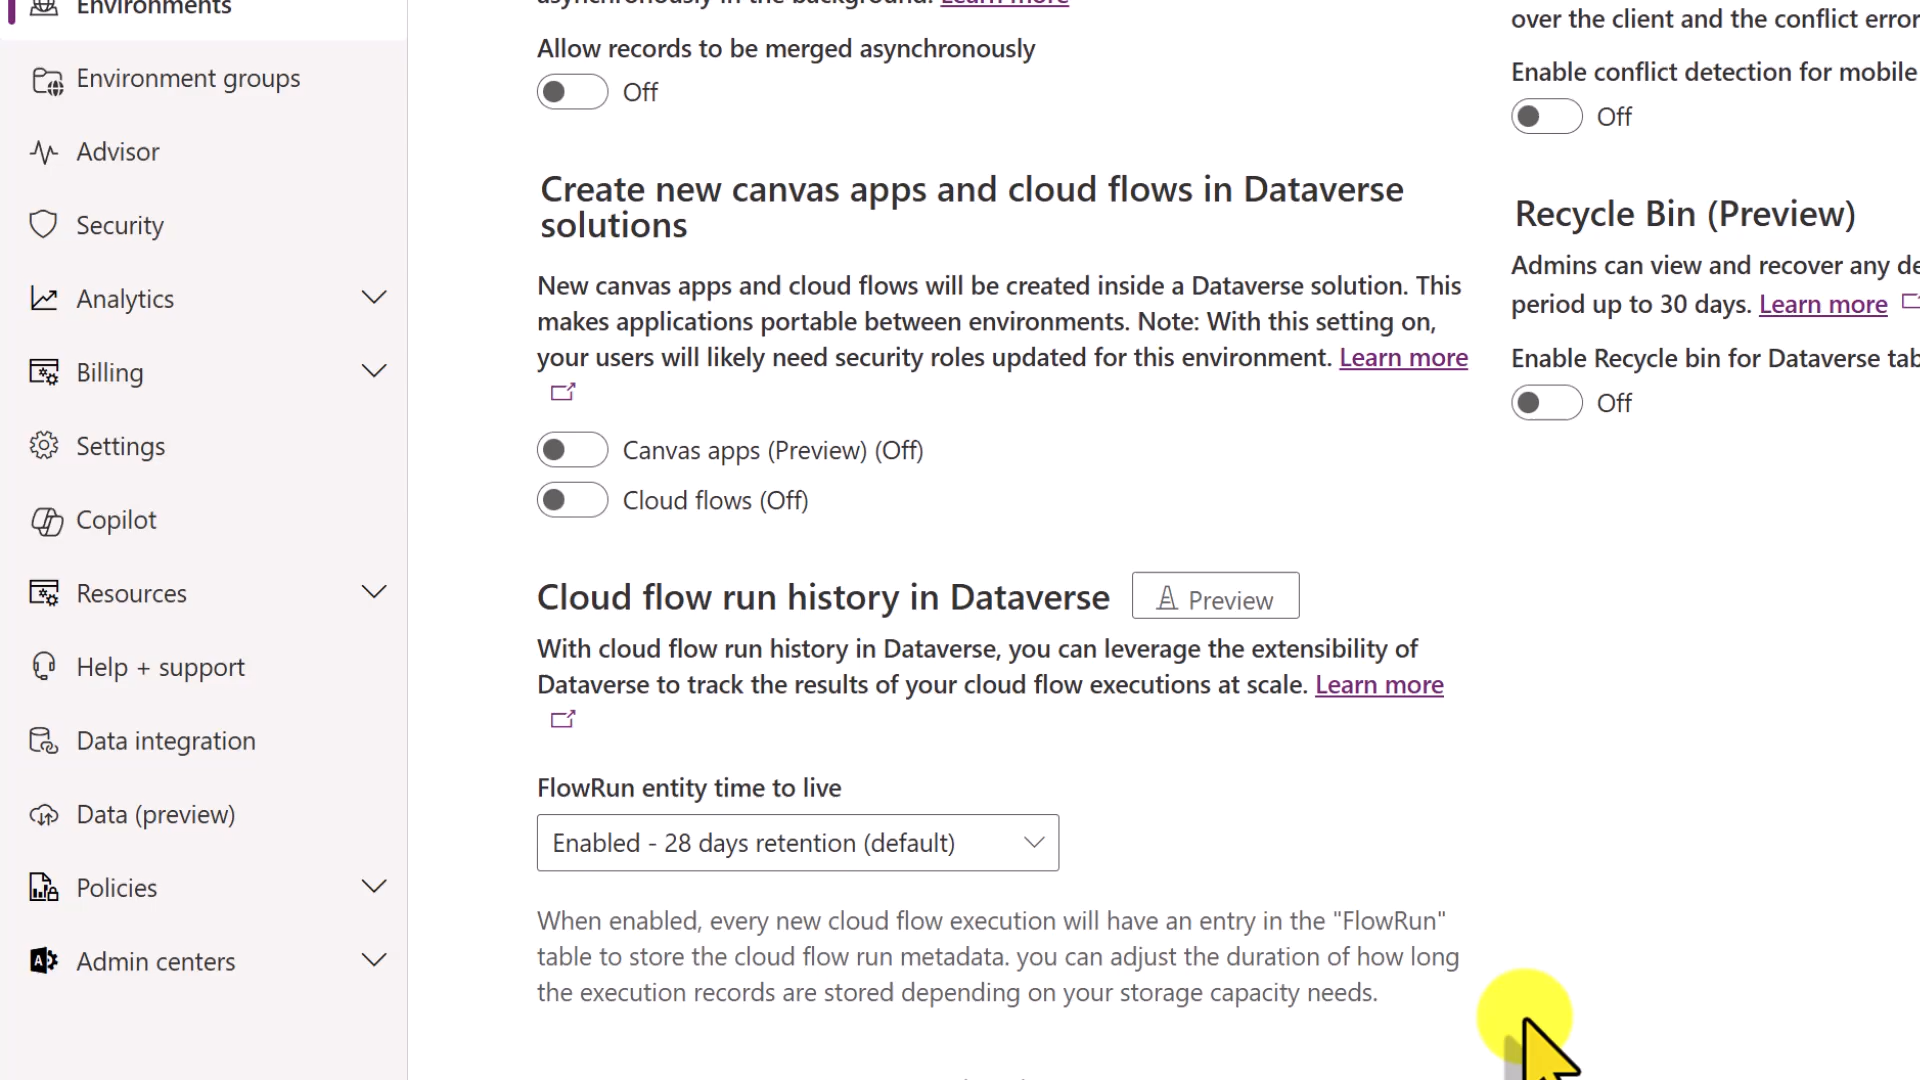 Environments
Environment groups
Advisor
Security
Analytics
Billing
Settings
Copilot
Resources
Help + support
Data integration
Data (preview)
Policies
Admin centers
asynchronously in the background. Learn more
Allow records to be merged asynchronously
Off
Create new canvas apps and cloud flows in Dataverse
solutions
New canvas apps and cloud flows will be created inside a Dataverse solution. This
makes applications portable between environments. Note: With this setting on,
your users will likely need security roles updated for this environment. Learn more
Canvas apps (Preview) (Off)
Cloud flows (Off)
Cloud flow run history in Dataverse
Preview
With cloud flow run history in Dataverse, you can leverage the extensibility of
Dataverse to track the results of your cloud flow executions at scale. Learn more
FlowRun entity time to live
Enabled - 28 days retention (default)
When enabled, every new cloud flow execution will have an entry in the "FlowRun"
table to store the cloud flow run metadata. you can adjust the duration of how long
the execution records are stored depending on your storage capacity needs.
over the client and the conflict error
Enable conflict detection for mobile
Off
Recycle Bin (Preview)
Admins can view and recover any de
period up to 30 days. Learn more
Enable Recycle bin for Dataverse tab
Off